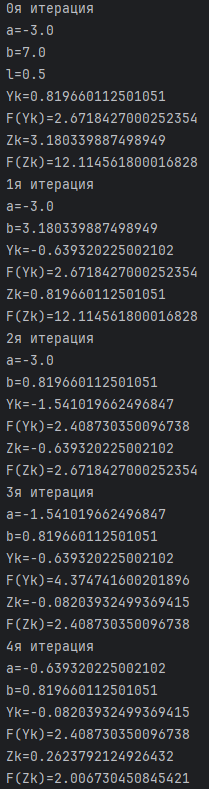 0я итерация
a=-3.0
b=7.0
l=0.5
Yk=0.819660112501051
F(Yk)=2.6718427000252354
Zk=3.180339887498949
F(Zk)=12.114561800016828
1я итерация
a=-3.0
b=3.180339887498949
Yk=-0.639320225002102
F(Yk)=2.6718427000252354
Zk=0.819660112501051
F(Zk)=12.114561800016828
2я итерация
a=-3.0
b=0.819660112501051
Yk=-1.541019662496847
F(Yk)=2.408730350096738
Zk=-0.639320225002102
F(Zk)=2.6718427000252354
3я итерация
a=-1.541019662496847
b=0.819660112501051
Yk=-0.639320225002102
F(Yk)=4.374741600201896
Zk=-0.08203932499369415
F(Zk)=2.408730350096738
4я итерация
a=-0.639320225002102
b=0.819660112501051
Yk=-0.08203932499369415
F(Yk)=2.408730350096738
Zk=0.2623792124926432
F(Zk)=2.006730450845421